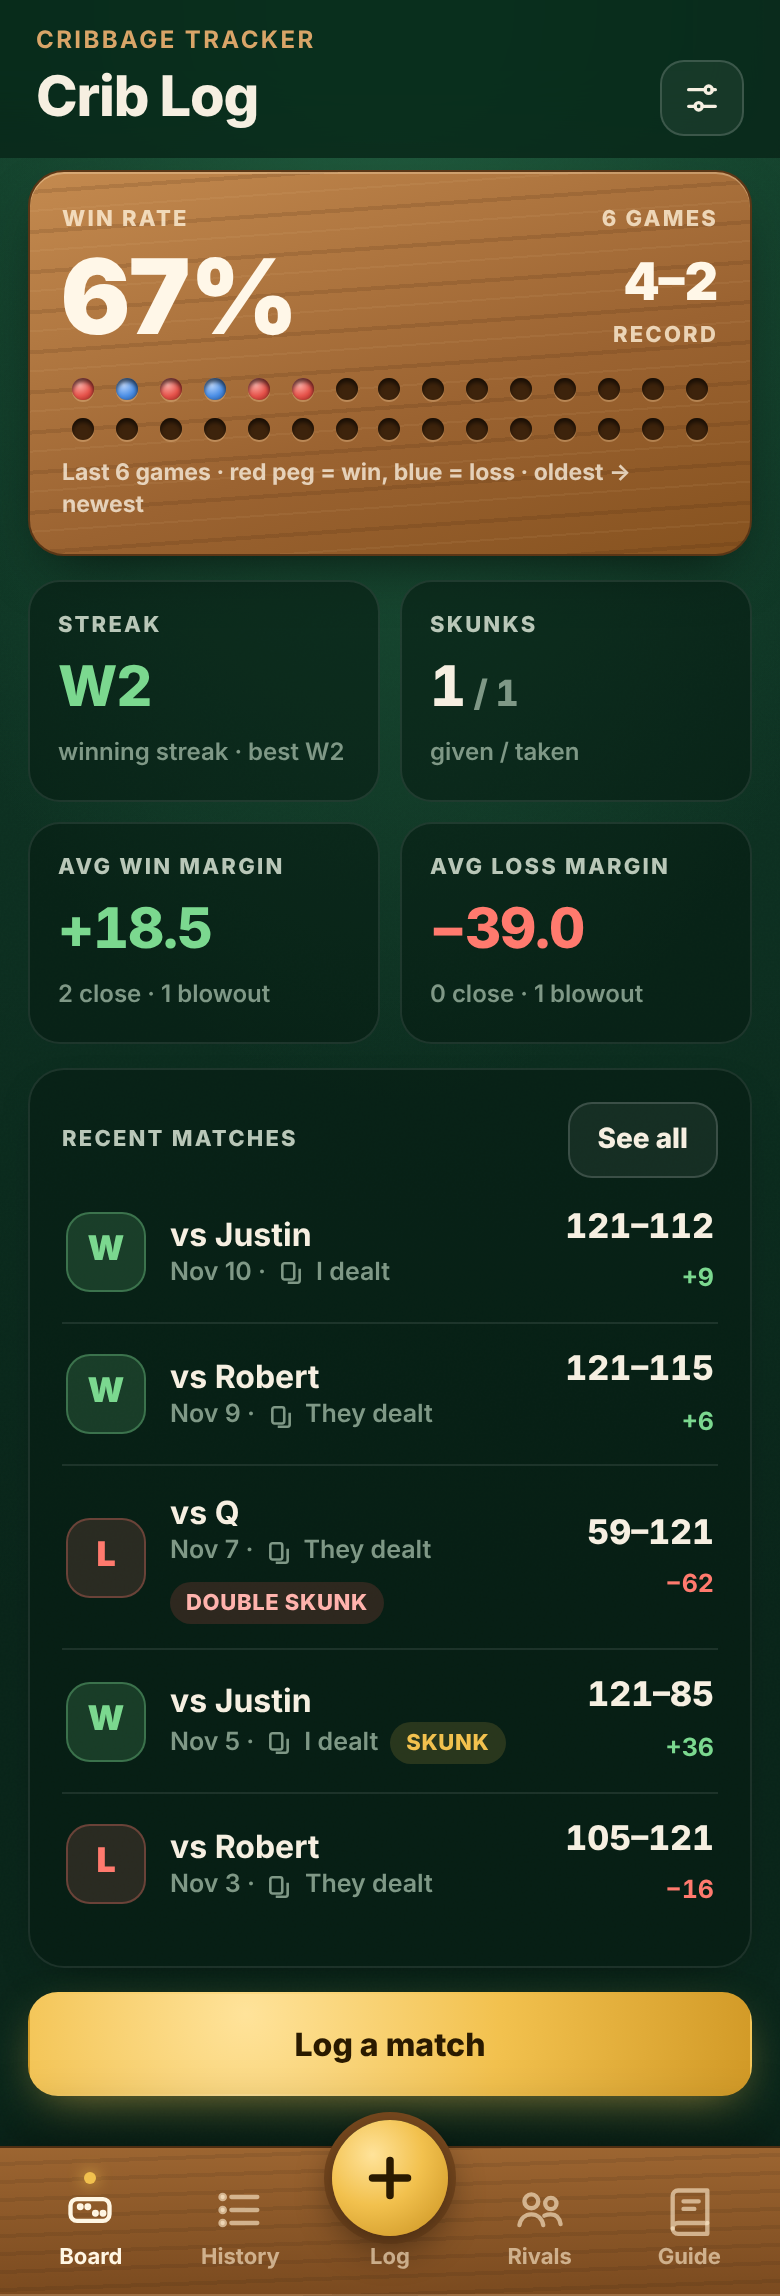 CRIBBAGE TRACKER
Crib Log
WIN RATE
6 GAMES
67%
4–2
RECORD
Last 6 games · red peg = win, blue = loss · oldest →
newest
STREAK
W2
winning streak · best W2
SKUNKS
1 / 1
given / taken
AVG WIN MARGIN
+18.5
2 close · 1 blowout
AVG LOSS MARGIN
−39.0
0 close · 1 blowout
RECENT MATCHES
See all
W
vs Justin
Nov 10 · I dealt
121–112
+9
W
vs Robert
Nov 9 · They dealt
121–115
+6
L
vs Q
Nov 7 · They dealt
DOUBLE SKUNK
59–121
−62
W
vs Justin
Nov 5 · I dealt SKUNK
121–85
+36
L
vs Robert
Nov 3 · They dealt
105–121
−16
Log a match
Board
History
Log
Rivals
Guide